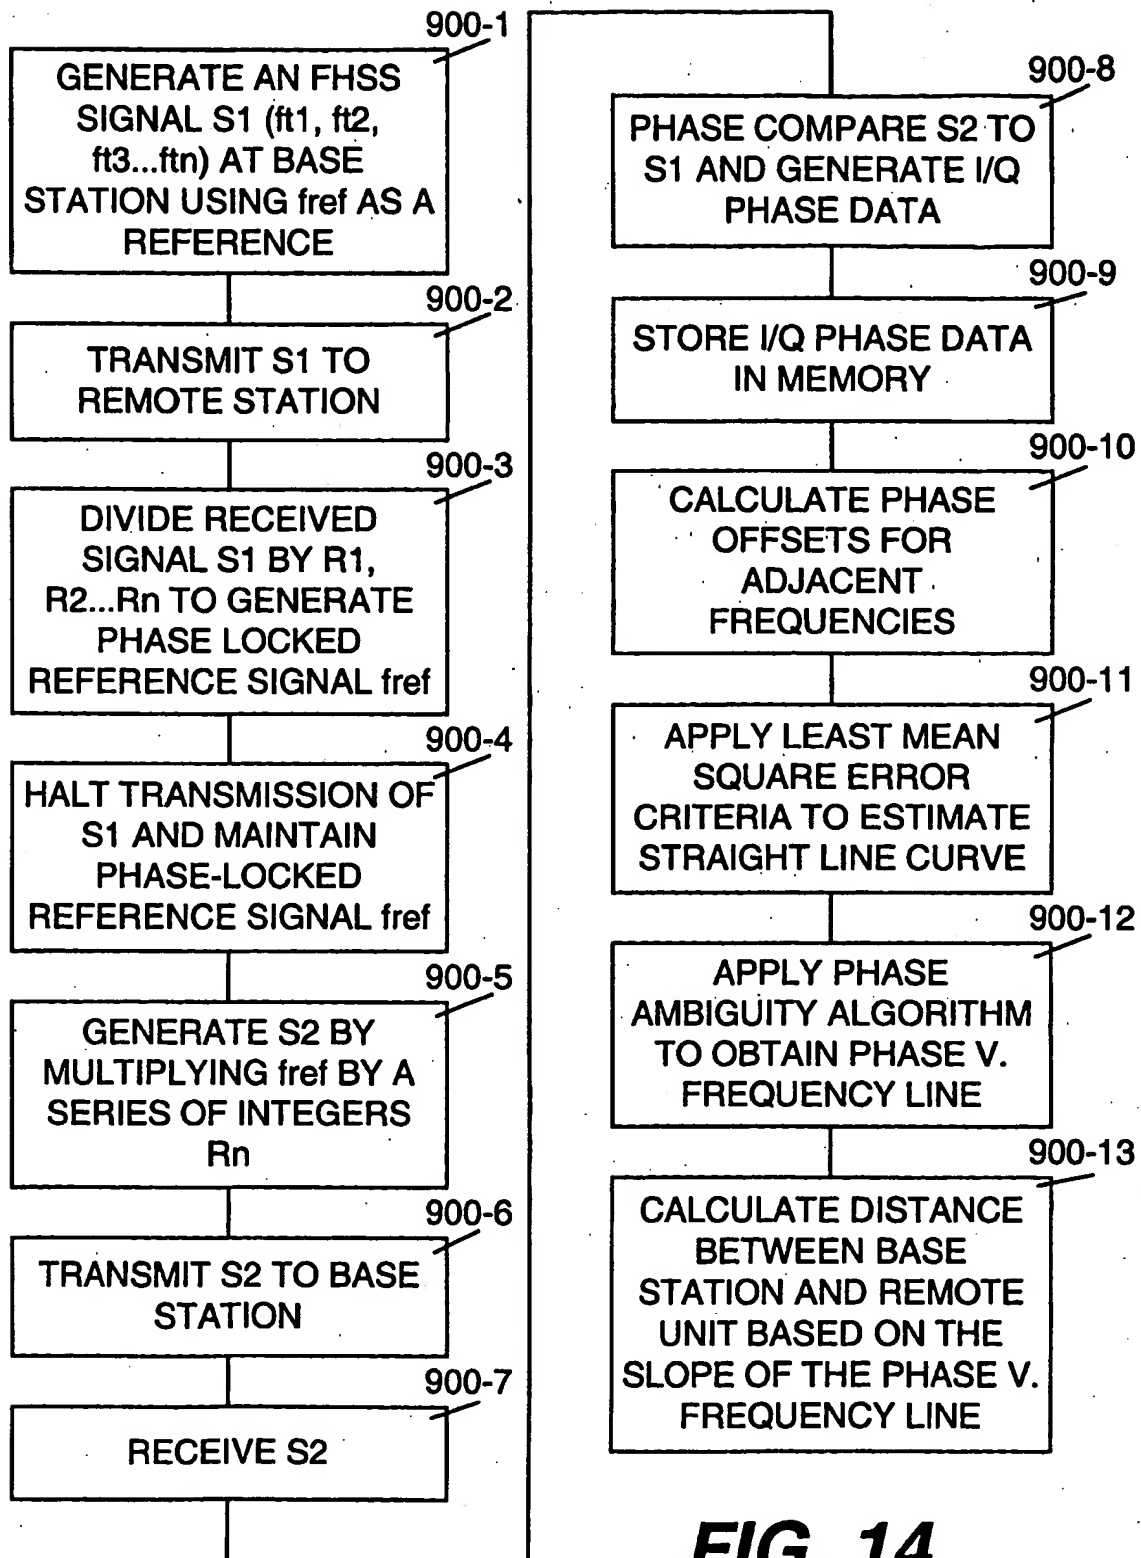 900-1
GENERATE AN FHSS
SIGNAL S1 (ft1, ft2,
ft3...ftn) AT BASE
STATION USING fref AS A
REFERENCE
900-2
TRANSMIT S1 TO
REMOTE STATION
900-3
DIVIDE RECEIVED
SIGNAL S1 BY R1,
R2...Rn TO GENERATE
PHASE LOCKED
REFERENCE SIGNAL fref
900-4
HALT TRANSMISSION OF
S1 AND MAINTAIN
PHASE-LOCKED
REFERENCE SIGNAL fref
900-5
GENERATE S2 BY
MULTIPLYING fref BY A
SERIES OF INTEGERS
Rn
900-6
TRANSMIT S2 TO BASE
STATION
900-7
RECEIVE S2
900-8
PHASE COMPARE S2 TO
S1 AND GENERATE I/Q
PHASE DATA
900-9
STORE I/Q PHASE DATA
IN MEMORY
900-10
CALCULATE PHASE
OFFSETS FOR
ADJACENT
FREQUENCIES
900-11
APPLY LEAST MEAN
SQUARE ERROR
CRITERIA TO ESTIMATE
STRAIGHT LINE CURVE
900-12
APPLY PHASE
AMBIGUITY ALGORITHM
TO OBTAIN PHASE V.
FREQUENCY LINE
900-13
CALCULATE DISTANCE
BETWEEN BASE
STATION AND REMOTE
UNIT BASED ON THE
SLOPE OF THE PHASE V.
FREQUENCY LINE
FIG. 14